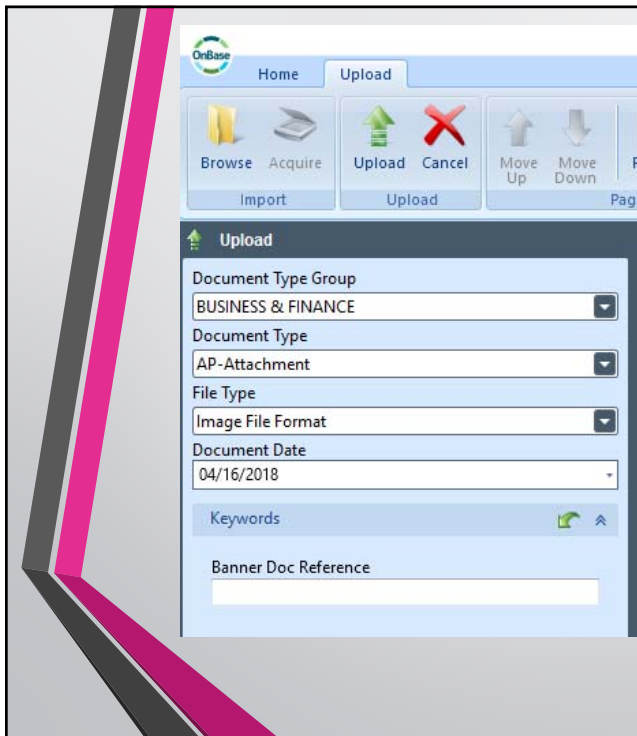 OnBase
Home Upload
Browse Acquire Upload Cancel Move Up Move Down
Import Upload Pag
Upload
Document Type Group
BUSINESS & FINANCE
Document Type
AP-Attachment
File Type
Image File Format
Document Date
04/16/2018
Keywords
Banner Doc Reference